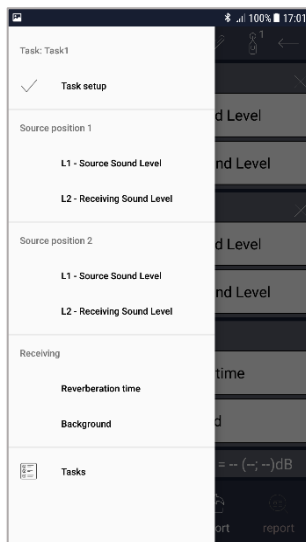 100% 17:01
Task: Task1
1
Task setup
d Level
Source position 1
L1 - Source Sound Level
nd Level
L2 - Receiving Sound Level
Source position 2
d Level
L1 - Source Sound Level
nd Level
L2 - Receiving Sound Level
Receiving
time
Reverberation time
Background
d
Tasks
= -- (--; --)dB
ort
report